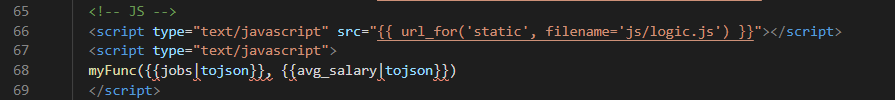 65 <!-- JS -->
66 <script type="text/javascript" src="{{ url_for('static', filename='js/logic.js') }}"></script>
67 <script type="text/javascript">
68 myFunc({{jobs|tojson}}, {{avg_salary|tojson}})
69 </script>